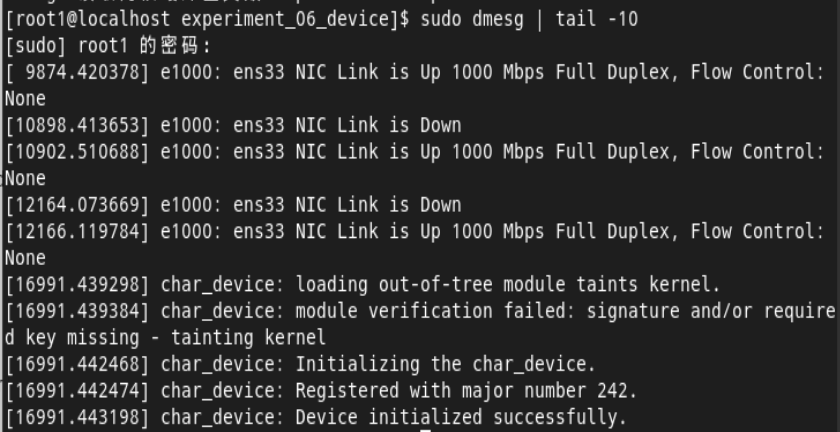 [root1@localhost experiment_06_device]$ sudo dmesg | tail -10
[sudo] root1 的密码:
[ 9874.420378] e1000: ens33 NIC Link is Up 1000 Mbps Full Duplex, Flow Control:
None
[10898.413653] e1000: ens33 NIC Link is Down
[10902.510688] e1000: ens33 NIC Link is Up 1000 Mbps Full Duplex, Flow Control:
None
[12164.073669] e1000: ens33 NIC Link is Down
[12166.119784] e1000: ens33 NIC Link is Up 1000 Mbps Full Duplex, Flow Control:
None
[16991.439298] char_device: loading out-of-tree module taints kernel.
[16991.439384] char_device: module verification failed: signature and/or require
d key missing - tainting kernel
[16991.442468] char_device: Initializing the char_device.
[16991.442474] char_device: Registered with major number 242.
[16991.443198] char_device: Device initialized successfully.